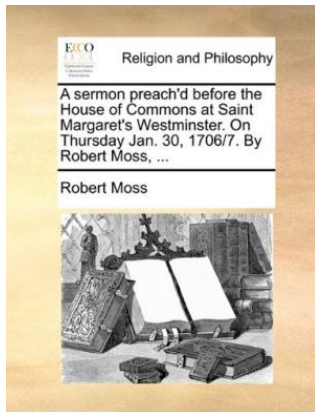 ECCO
Religion and Philosophy
A sermon preach'd before the
House of Commons at Saint
Margaret's Westminster. On
Thursday Jan. 30, 1706/7. By
Robert Moss, ...
Robert Moss